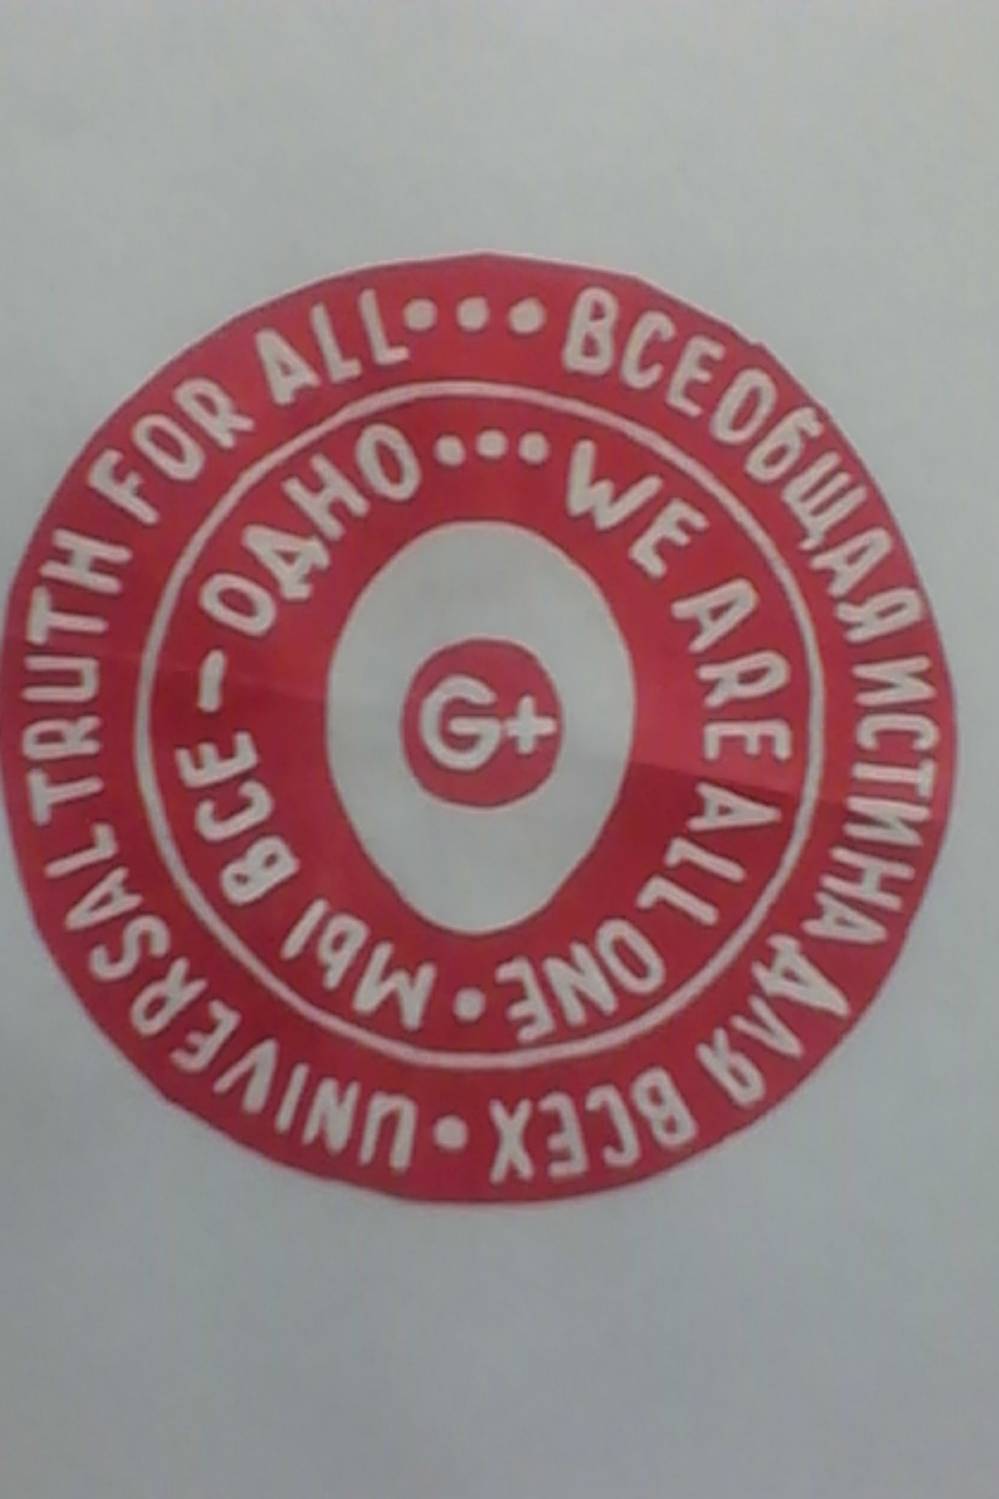 UNIVERSAL TRUTH FOR ALL... ВСЕОБЩАЯ ИСТИНА ДЛЯ ВСЕХ •
МЫ ВСЕ - ОДНО... WE ARE ALL ONE •
G+